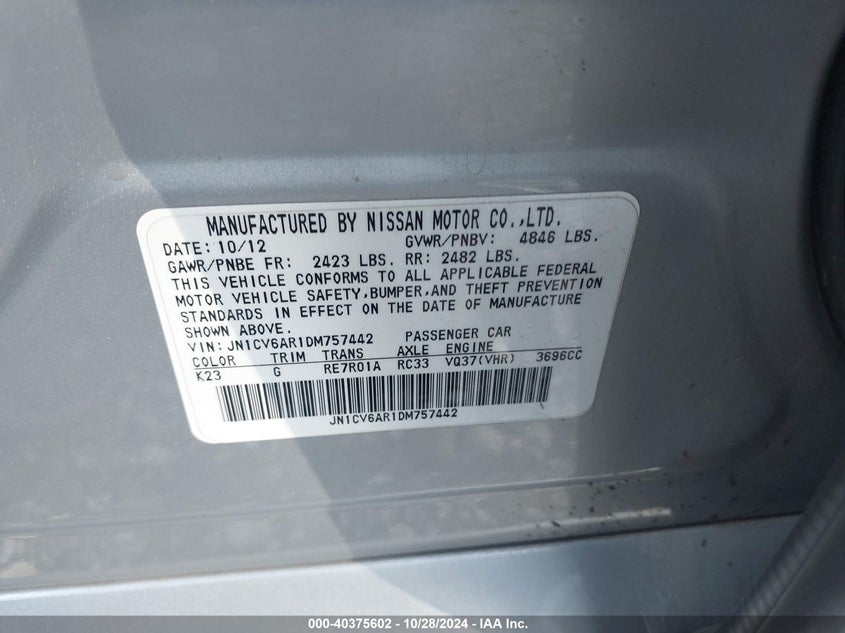 MANUFACTURED BY NISSAN MOTOR CO.,LTD.
DATE: 10/12 GVWR/PNBV: 4846 LBS.
GAWR/PNBE FR: 2423 LBS. RR: 2482 LBS.
THIS VEHICLE CONFORMS TO ALL APPLICABLE FEDERAL
MOTOR VEHICLE SAFETY,BUMPER,AND THEFT PREVENTION
STANDARDS IN EFFECT ON THE DATE OF MANUFACTURE
SHOWN ABOVE.
VIN: JN1CV6AR1DM757442 PASSENGER CAR
COLOR TRIM TRANS AXLE ENGINE
K23 G RE7R01A RC33 VQ37(VHR) 3696CC
JN1CV6AR1DM757442
000-40375602 - 10/28/2024 - IAA Inc.